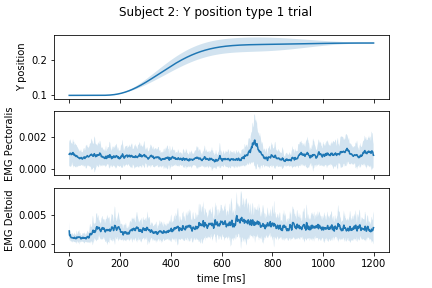 Subject 2: Y position type 1 trial
Y position
0.2
0.1
EMG Pectoralis
0.002
0.000
EMG Deltoid
0.005
0.000
0 200 400 600 800 1000 1200
time [ms]